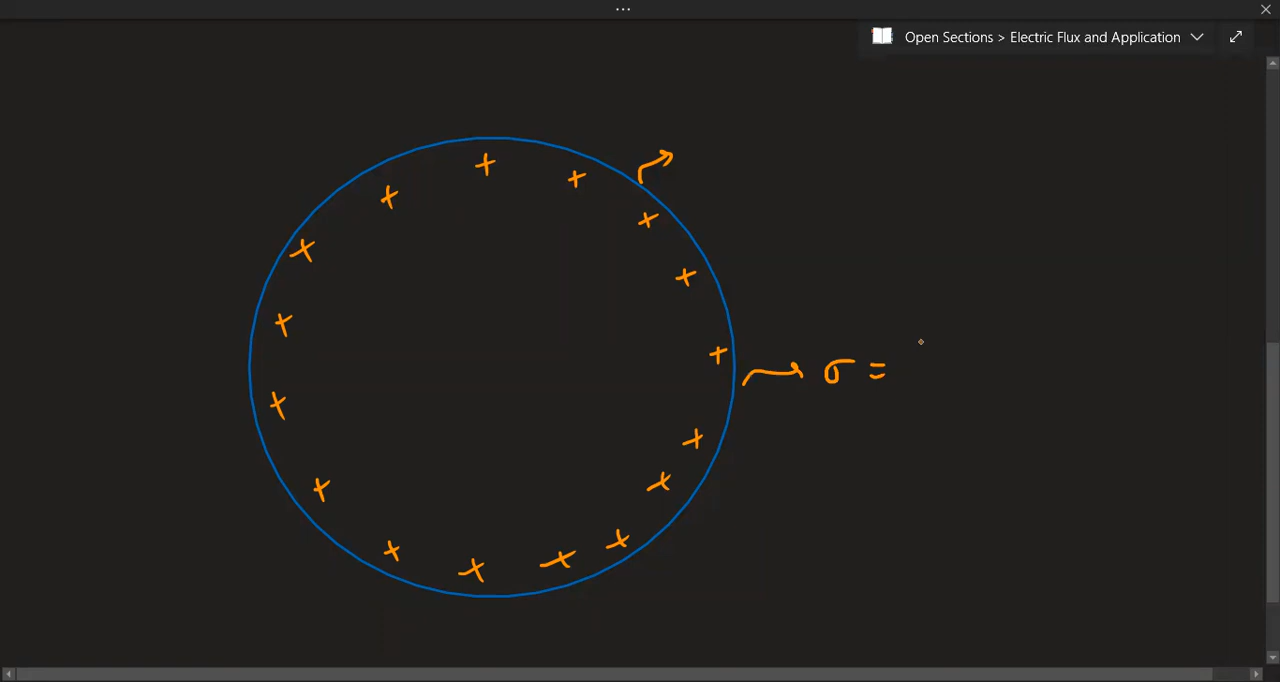 ...
Open Sections > Electric Flux and Application
+ + + + + + + + + + + + + + + + + +
σ =